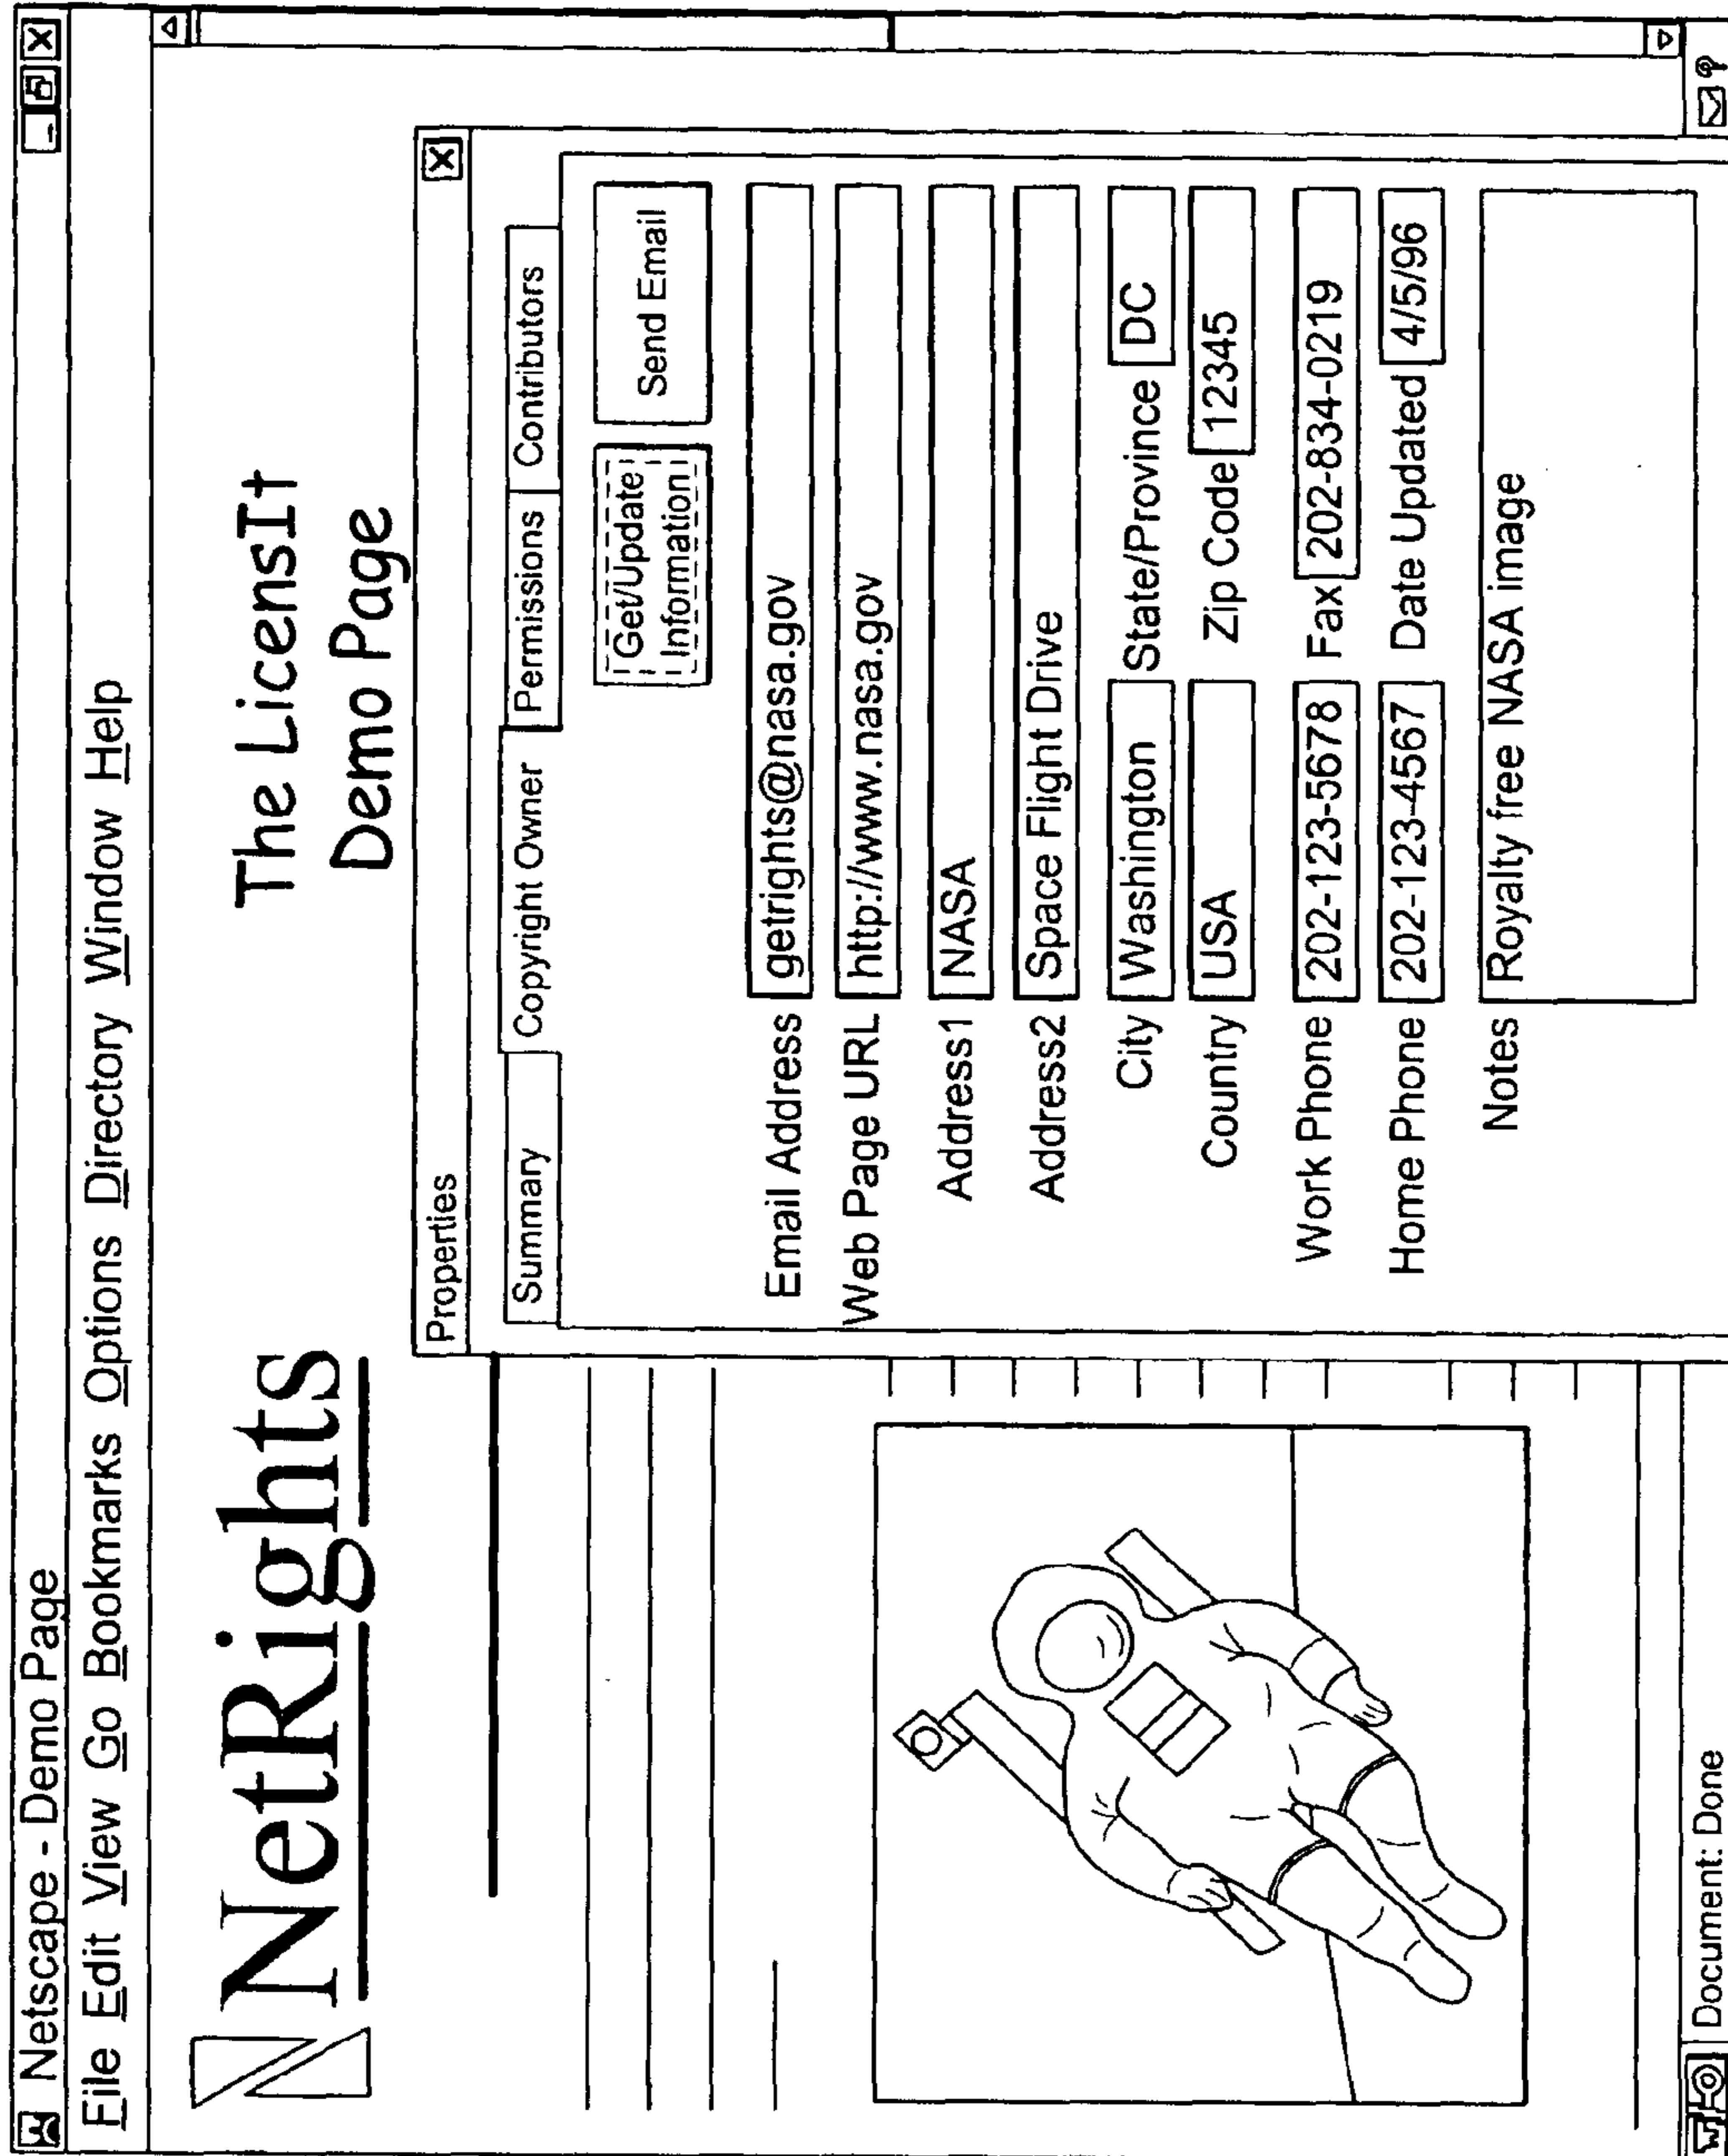 Netscape - Demo Page
File Edit View Go Bookmarks Options Directory Window Help
NetRights
The LicensIt
Demo Page
Properties
Summary Copyright Owner Permissions Contributors
Get/Update
Information
Send Email
Email Address getrights@nasa.gov
Web Page URL http://www.nasa.gov
Address1 NASA
Address2 Space Flight Drive
City Washington State/Province DC
Country USA Zip Code 12345
Work Phone 202-123-5678 Fax 202-834-0219
Home Phone 202-123-4567 Date Updated 4/5/96
Notes Royalty free NASA image
Document: Done